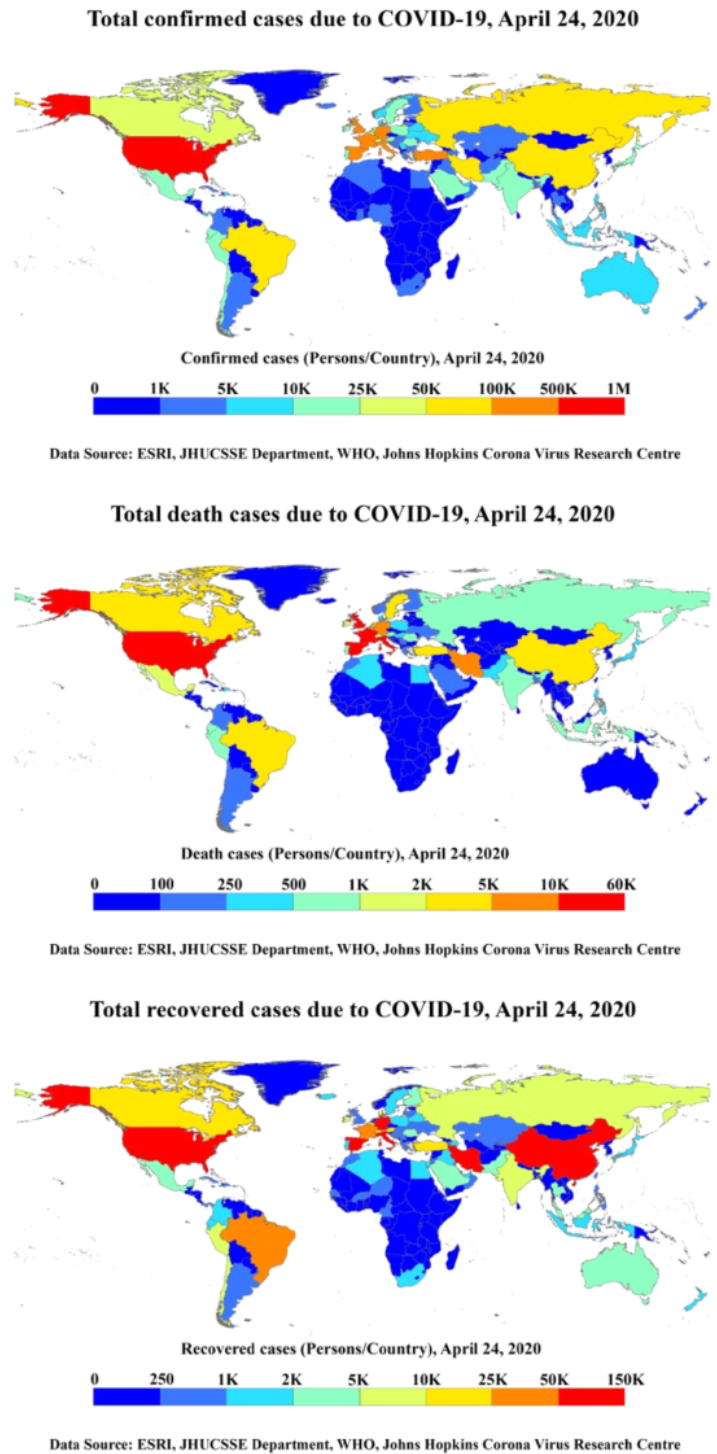 Total confirmed cases due to COVID-19, April 24, 2020
Confirmed cases (Persons/Country), April 24, 2020
0 1K 5K 10K 25K 50K 100K 500K 1M
Data Source: ESRI, JHUCSSE Department, WHO, Johns Hopkins Corona Virus Research Centre
Total death cases due to COVID-19, April 24, 2020
Death cases (Persons/Country), April 24, 2020
0 100 250 500 1K 2K 5K 10K 60K
Data Source: ESRI, JHUCSSE Department, WHO, Johns Hopkins Corona Virus Research Centre
Total recovered cases due to COVID-19, April 24, 2020
Recovered cases (Persons/Country), April 24, 2020
0 250 1K 2K 5K 10K 25K 50K 150K
Data Source: ESRI, JHUCSSE Department, WHO, Johns Hopkins Corona Virus Research Centre